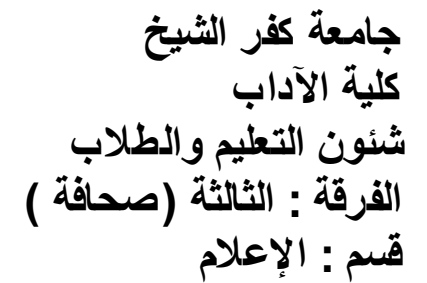 جامعة كفر الشيخ
كلية الآداب
شئون التعليم والطلاب
الفرقة : الثالثة (صحافة )
قسم : الإعلام